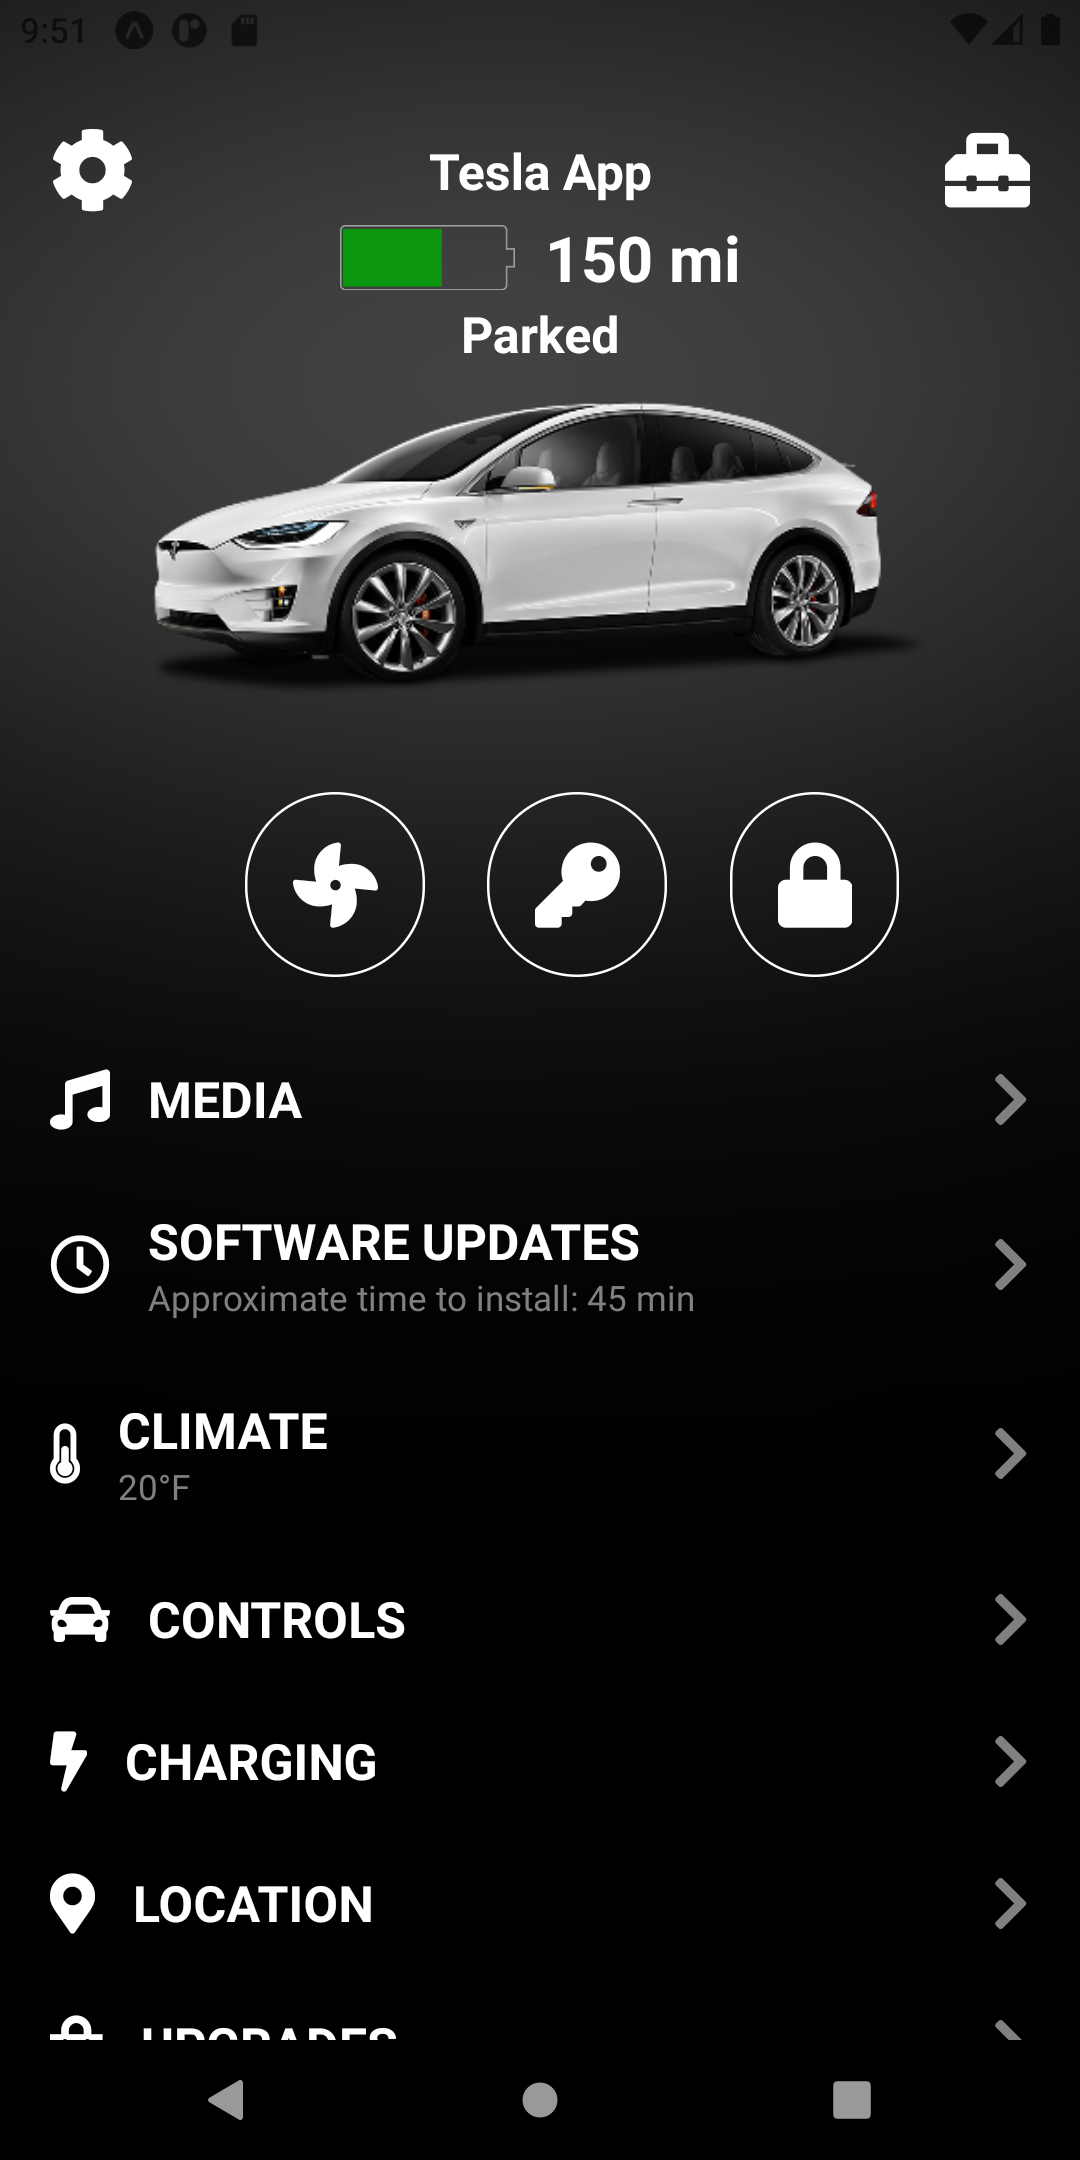 9:51
Tesla App
150 mi
Parked
MEDIA
SOFTWARE UPDATES
Approximate time to install: 45 min
CLIMATE
20°F
CONTROLS
CHARGING
LOCATION
UPGRADES